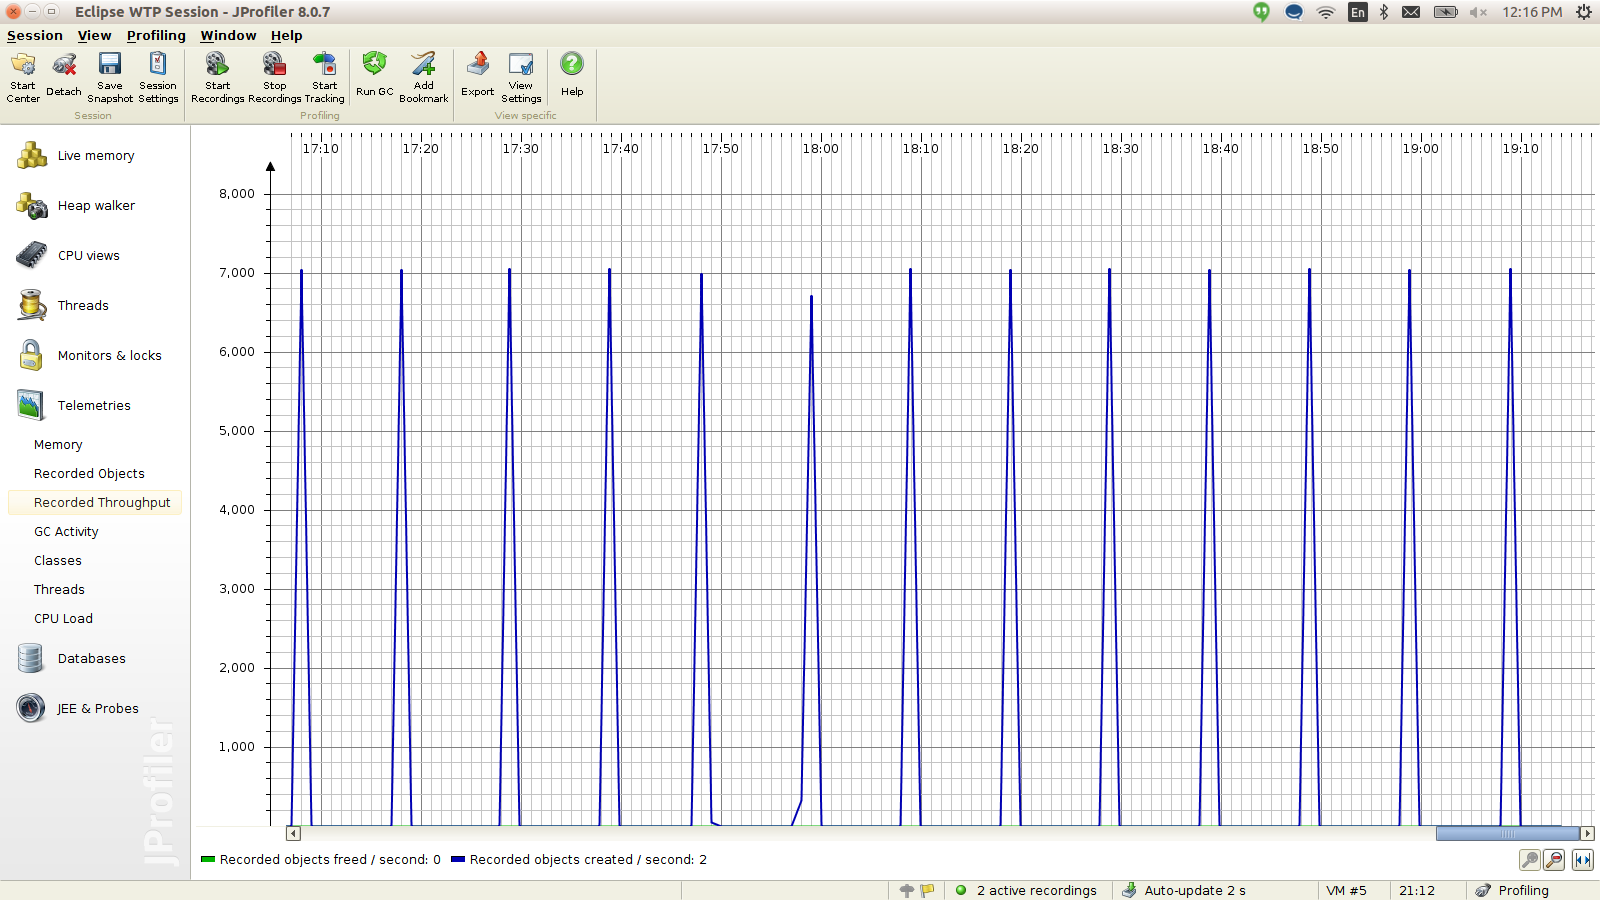 Eclipse WTP Session - JProfiler 8.0.7
En
12:16 PM
Session View Profiling Window Help
Start Center
Detach
Save Snapshot
Session Settings
Start Recordings
Stop Recordings
Start Tracking
Run GC
Add Bookmark
Export
View Settings
Help
Session
Profiling
View specific
Live memory
Heap walker
CPU views
Threads
Monitors & locks
Telemetries
Memory
Recorded Objects
Recorded Throughput
GC Activity
Classes
Threads
CPU Load
Databases
JEE & Probes
JProfiler
17:10 17:20 17:30 17:40 17:50 18:00 18:10 18:20 18:30 18:40 18:50 19:00 19:10
8,000
7,000
6,000
5,000
4,000
3,000
2,000
1,000
Recorded objects freed / second: 0
Recorded objects created / second: 2
2 active recordings
Auto-update 2 s
VM #5
21:12
Profiling